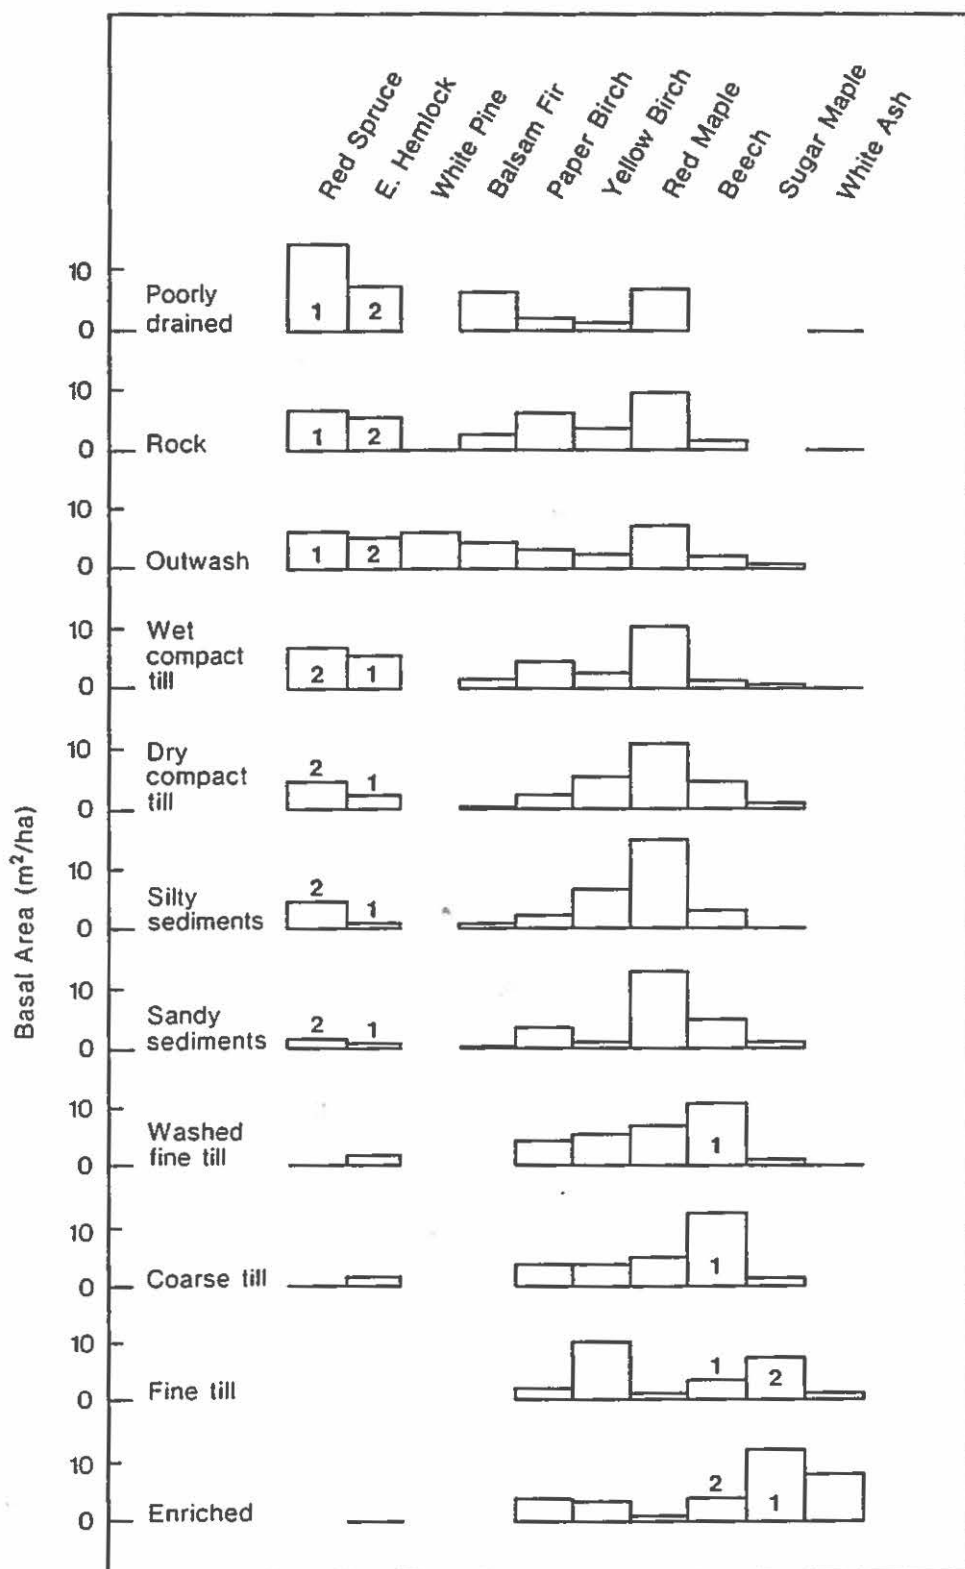 Red Spruce
E. Hemlock
White Pine
Balsam Fir
Paper Birch
Yellow Birch
Red Maple
Beech
Sugar Maple
White Ash
Basal Area (m²/ha)
10
0
Poorly
drained
1 2
10
0
Rock
1 2
10
0
Outwash
1 2
10
0
Wet
compact
till
2 1
10
0
Dry
compact
till
2 1
10
0
Silty
sediments
2 1
10
0
Sandy
sediments
2 1
10
0
Washed
fine till
1
10
0
Coarse till
1
10
0
Fine till
1 2
10
0
Enriched
2 1